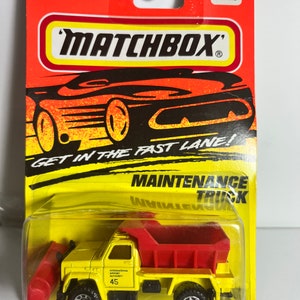 MATCHBOX®
GET IN THE FAST LANE!
MAINTENANCE
TRUCK
45